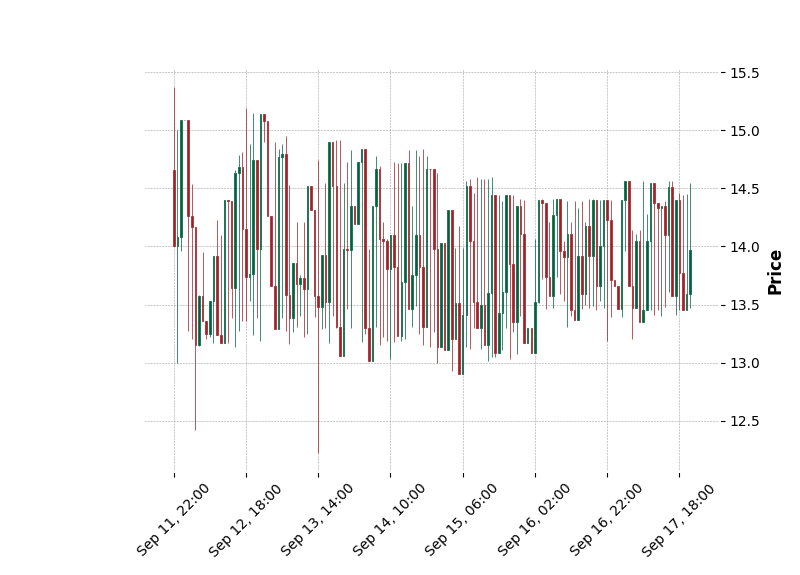 15.5
15.0
14.5
14.0
13.5
13.0
12.5
Price
Sep 11, 22:00
Sep 12, 18:00
Sep 13, 14:00
Sep 14, 10:00
Sep 15, 06:00
Sep 16, 02:00
Sep 16, 22:00
Sep 17, 18:00